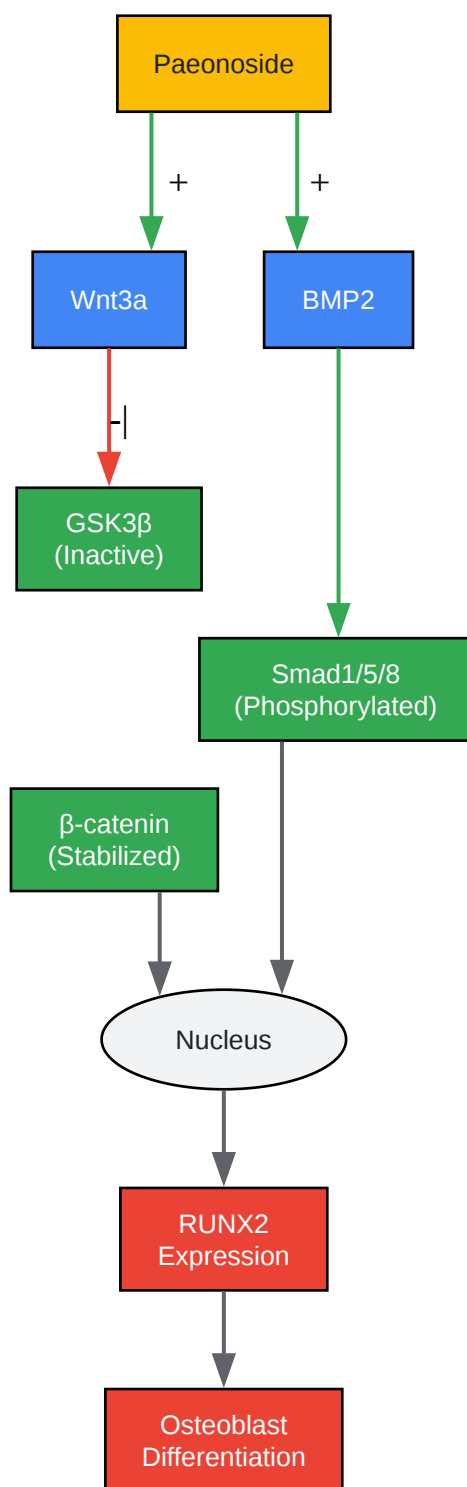 Paeonoside
+
+
Wnt3a
BMP2
-|
GSK3β
(Inactive)
Smad1/5/8
(Phosphorylated)
β-catenin
(Stabilized)
Nucleus
RUNX2
Expression
Osteoblast
Differentiation